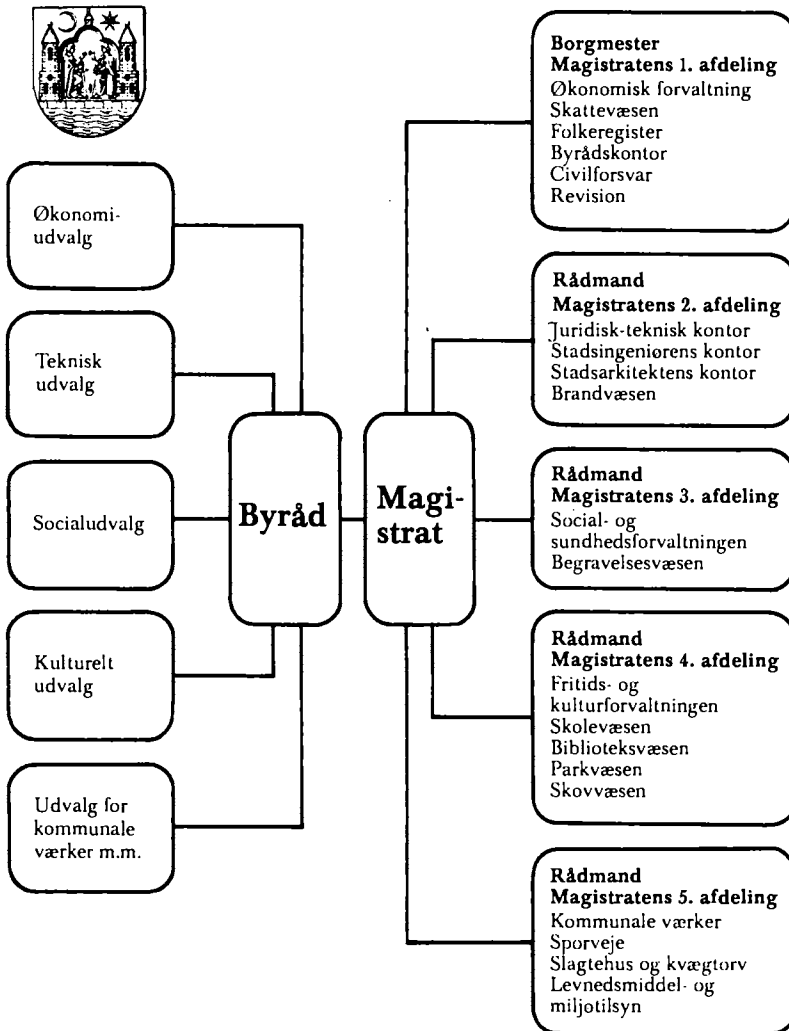 Økonomi-
udvalg
Teknisk
udvalg
Socialudvalg
Kulturelt
udvalg
Udvalg for
kommunale
værker m.m.
Byråd
Magi-
strat
Borgmester
Magistratens 1. afdeling
Økonomisk forvaltning
Skattevæsen
Folkeregister
Byrådskontor
Civilforsvar
Revision
Rådmand
Magistratens 2. afdeling
Juridisk-teknisk kontor
Stadsingeniørens kontor
Stadsarkitektens kontor
Brandvæsen
Rådmand
Magistratens 3. afdeling
Social- og
sundhedsforvaltningen
Begravelsesvæsen
Rådmand
Magistratens 4. afdeling
Fritids- og
kulturforvaltningen
Skolevæsen
Biblioteksvæsen
Parkvæsen
Skovvæsen
Rådmand
Magistratens 5. afdeling
Kommunale værker
Sporveje
Slagtehus og kvægtorv
Levnedsmiddel- og
miljøtilsyn